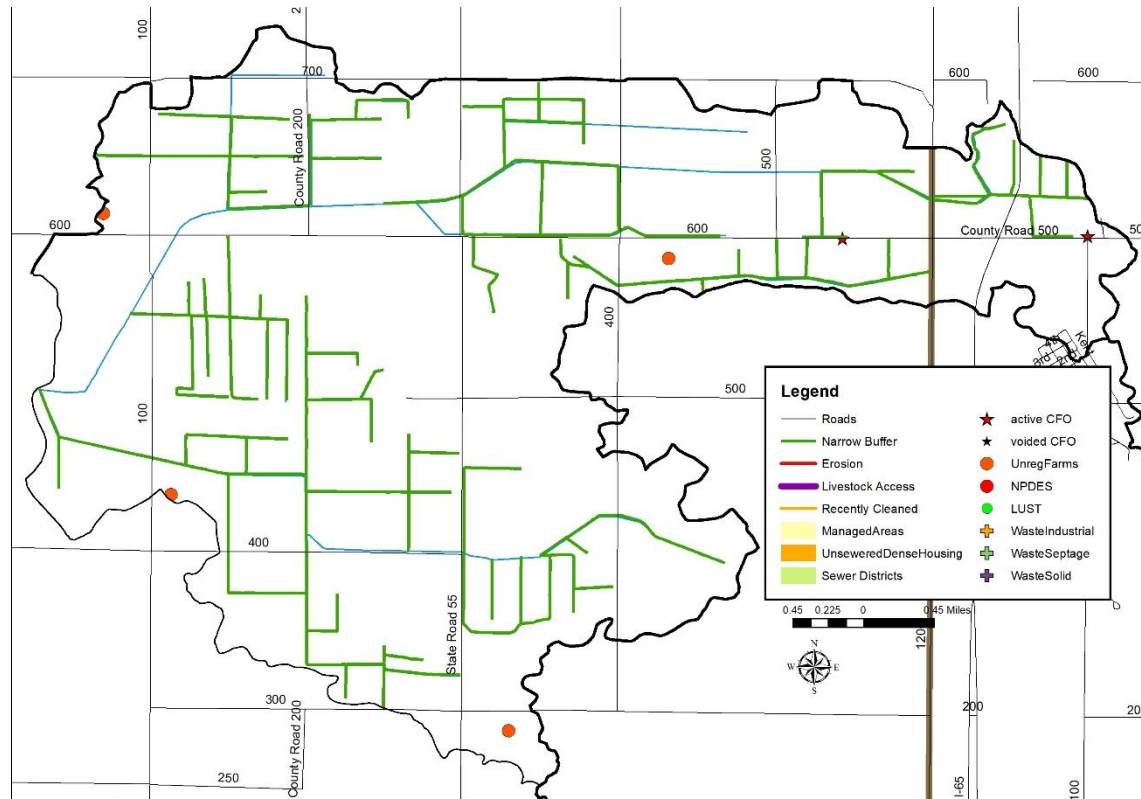 100
2
700
600
600
County Road 200
500
600
600
County Road 500
50
400
4th
3rd
2nd
100
500
Legend
Roads
active CFO
Narrow Buffer
voided CFO
Erosion
UnregFarms
Livestock Access
NPDES
Recently Cleaned
LUST
ManagedAreas
WasteIndustrial
UnseweredDenseHousing
WasteSeptage
Sewer Districts
WasteSolid
400
0.45 0.225 0 0.45 Miles
State Road 55
120
N
W E
S
300
County Road 200
200
20
250
I-65
100